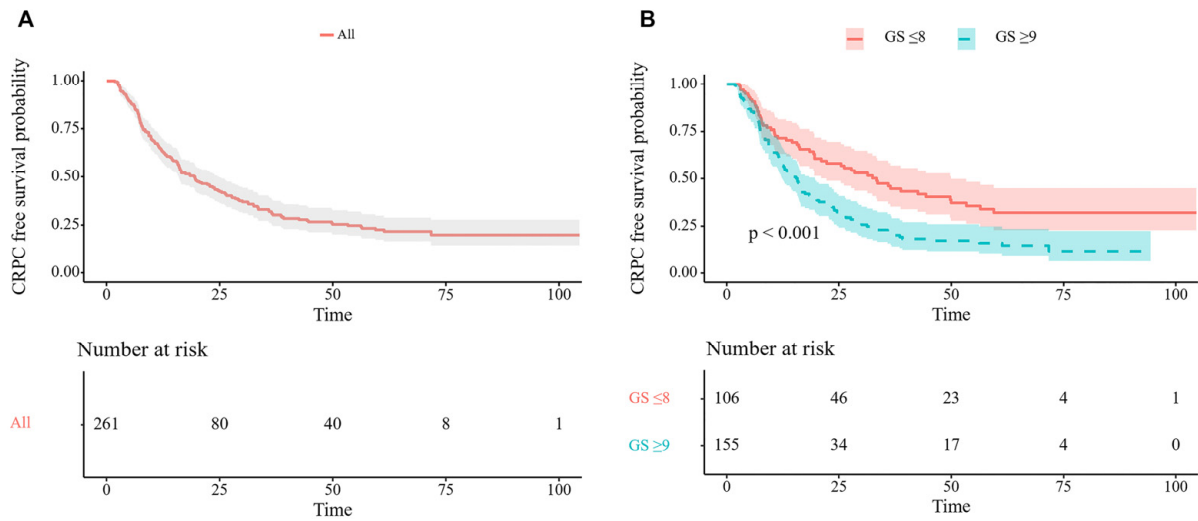 A
All
CRPC free survival probability
1.00
0.75
0.50
0.25
0.00
0 25 50 75 100
Time
Number at risk
All 261 80 40 8 1
0 25 50 75 100
Time
B
GS ≤8 GS ≥9
CRPC free survival probability
1.00
0.75
0.50
0.25
0.00
p < 0.001
0 25 50 75 100
Time
Number at risk
GS ≤8 106 46 23 4 1
GS ≥9 155 34 17 4 0
0 25 50 75 100
Time